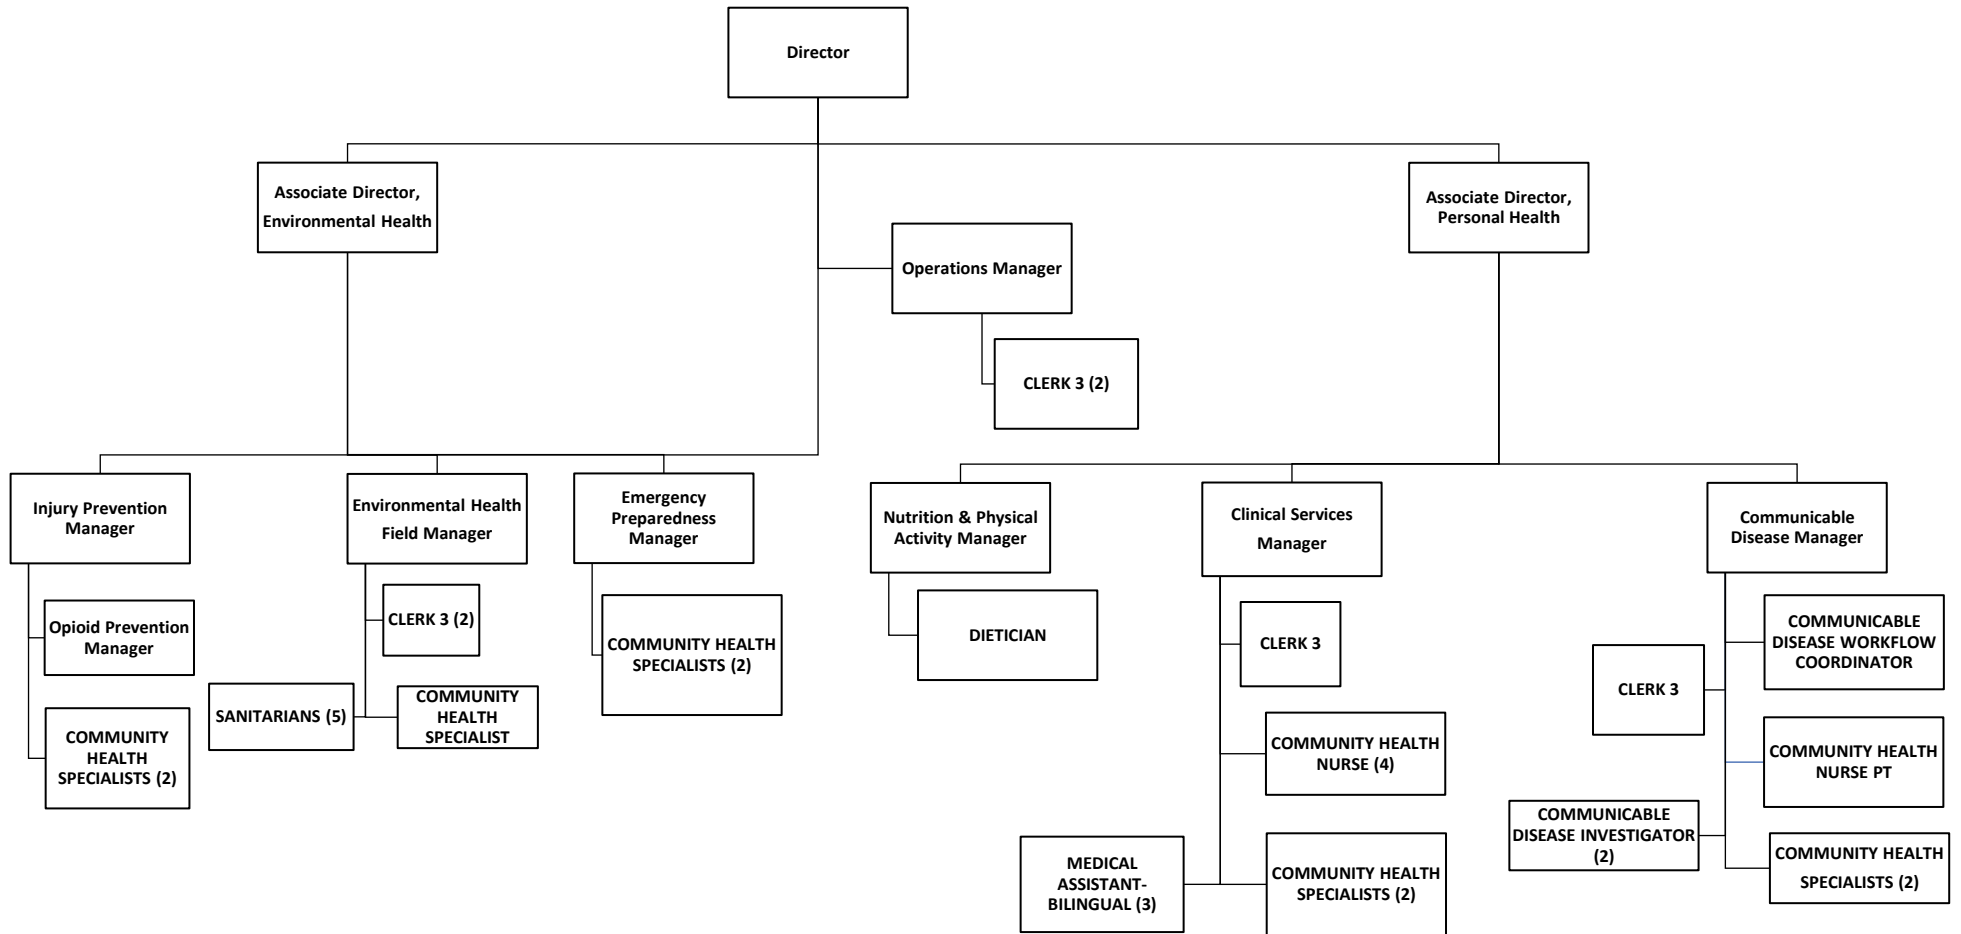 Director
Associate Director,
Environmental Health
Associate Director,
Personal Health
Operations Manager
CLERK 3 (2)
Injury Prevention
Manager
Environmental Health
Field Manager
Emergency
Preparedness
Manager
Nutrition & Physical
Activity Manager
Clinical Services
Manager
Communicable
Disease Manager
Opioid Prevention
Manager
COMMUNITY
HEALTH
SPECIALISTS (2)
CLERK 3 (2)
SANITARIANS (5)
COMMUNITY
HEALTH
SPECIALIST
COMMUNITY HEALTH
SPECIALISTS (2)
DIETICIAN
CLERK 3
COMMUNITY HEALTH
NURSE (4)
MEDICAL
ASSISTANT-
BILINGUAL (3)
COMMUNITY HEALTH
SPECIALISTS (2)
COMMUNICABLE
DISEASE WORKFLOW
COORDINATOR
CLERK 3
COMMUNITY HEALTH
NURSE PT
COMMUNICABLE
DISEASE INVESTIGATOR
(2)
COMMUNITY HEALTH
SPECIALISTS (2)